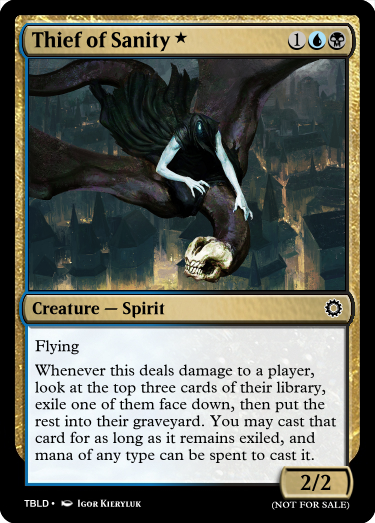 Thief of Sanity ★ 1
Creature — Spirit
Flying
Whenever this deals damage to a player,
look at the top three cards of their library,
exile one of them face down, then put the
rest into their graveyard. You may cast that
card for as long as it remains exiled, and
mana of any type can be spent to cast it.
2/2
TBLD • Igor Kieryluk
(NOT FOR SALE)